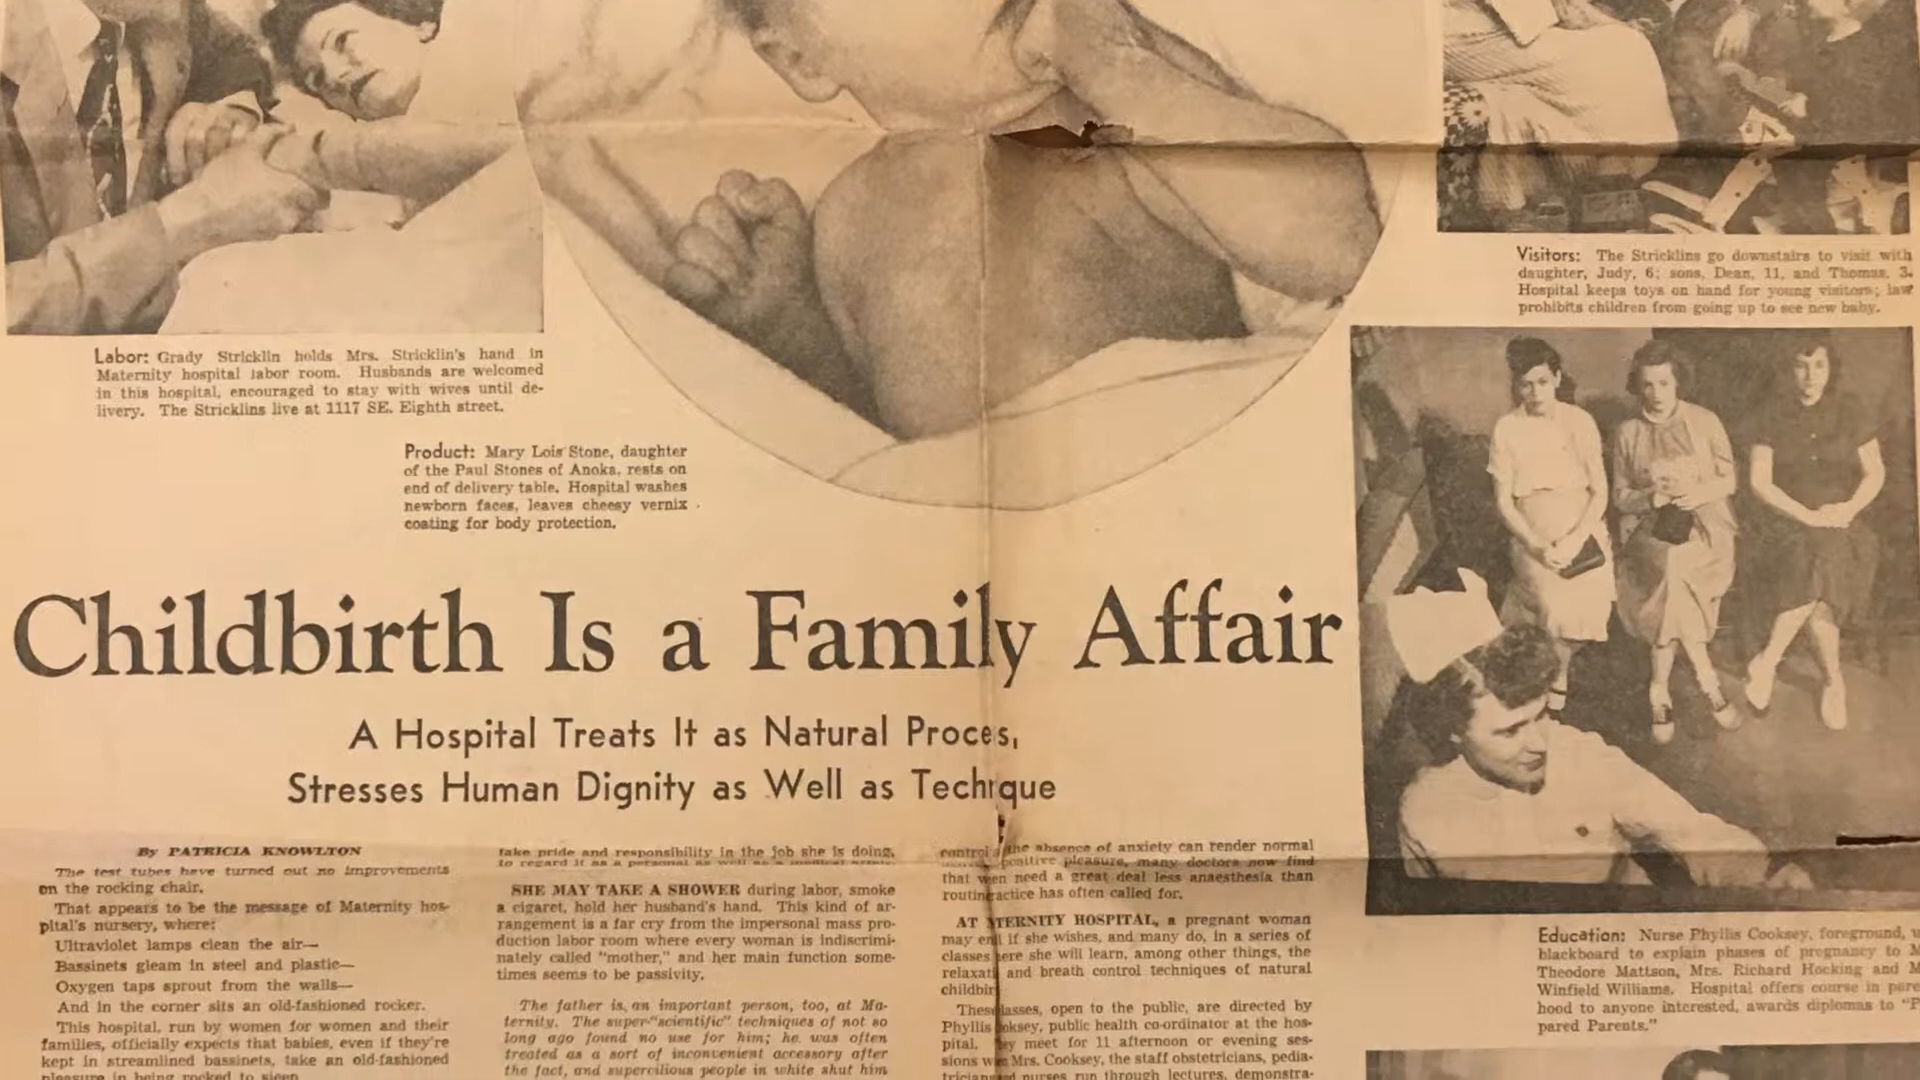 Visitors: The Stricklins go downstairs to visit with
daughter, Judy, 6; sons, Dean, 11, and Thomas, 3.
Hospital keeps toys on hand for young visitors; law
prohibits children from going up to see new baby.
Labor: Grady Stricklin holds Mrs. Stricklin's hand in
Maternity hospital labor room. Husbands are welcomed
in this hospital, encouraged to stay with wives until de-
livery. The Stricklins live at 1117 SE. Eighth street.
Product: Mary Lois Stone, daughter
of the Paul Stones of Anoka, rests on
end of delivery table. Hospital washes
newborn faces, leaves cheesy vernix
coating for body protection.
Childbirth Is a Family Affair
A Hospital Treats It as Natural Proces,
Stresses Human Dignity as Well as Techque
By PATRICIA KNOWLTON
The test tubes have turned out no improvements
on the rocking chair.
That appears to be the message of Maternity hos-
pital's nursery, where:
Ultraviolet lamps clean the air—
Bassinets gleam in steel and plastic—
Oxygen taps sprout from the walls—
And in the corner sits an old-fashioned rocker.
This hospital, run by women for women and their
families, officially expects that babies, even if they're
kept in streamlined bassinets, take an old-fashioned
pleasure in being rocked to sleep.
take pride and responsibility in the job she is doing,
to regard it as a personal as well as a medical
SHE MAY TAKE A SHOWER during labor, smoke
a cigaret, hold her husband's hand. This kind of ar-
rangement is a far cry from the impersonal mass pro-
duction labor room where every woman is indiscrimi-
nately called "mother," and her main function some-
times seems to be passivity.
The father is, an important person, too, at Ma-
ternity. The super-"scientific" techniques of not so
long ago found no use for him; he was often
treated as a sort of inconvenient accessory after
the fact, and supercilious people in white shut him
control the absence of anxiety can render normal
positive pleasure, many doctors now find
that need a great deal less anaesthesia than
routin ractice has often called for.
AT TERNITY HOSPITAL, a pregnant woman
may en if she wishes, and many do, in a series of
classes ere she will learn, among other things, the
relaxati and breath control techniques of natural
childbir
These lasses, open to the public, are directed by
Phyllis oksey, public health co-ordinator at the hos-
pital. ey meet for 11 afternoon or evening ses-
sions w Mrs. Cooksey, the staff obstetricians, pedia-
tricians nurses run through lectures, demonstra-
Education: Nurse Phyllis Cooksey, foreground, u
blackboard to explain phases of pregnancy to M
Theodore Mattson, Mrs. Richard Hocking and M
Winfield Williams. Hospital offers course in pare
hood to anyone interested, awards diplomas to "P
pared Parents."